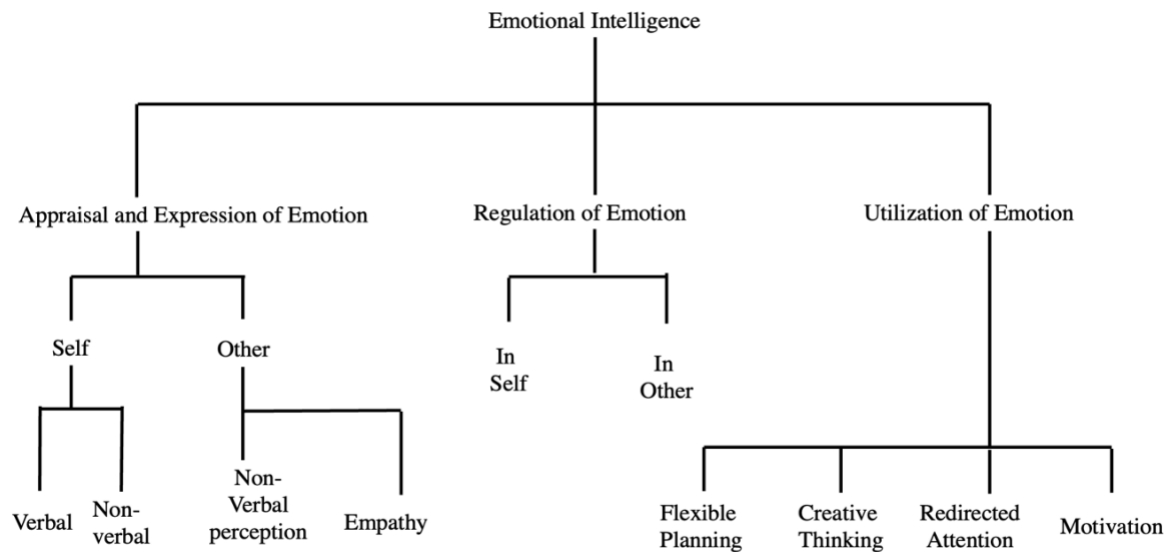 Emotional Intelligence
Appraisal and Expression of Emotion
Regulation of Emotion
Utilization of Emotion
Self
Other
In
Self
In
Other
Verbal
Non-
verbal
Non-
Verbal
perception
Empathy
Flexible
Planning
Creative
Thinking
Redirected
Attention
Motivation